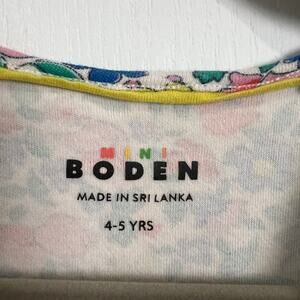 MINI
BODEN
MADE IN SRI LANKA
4-5 YRS